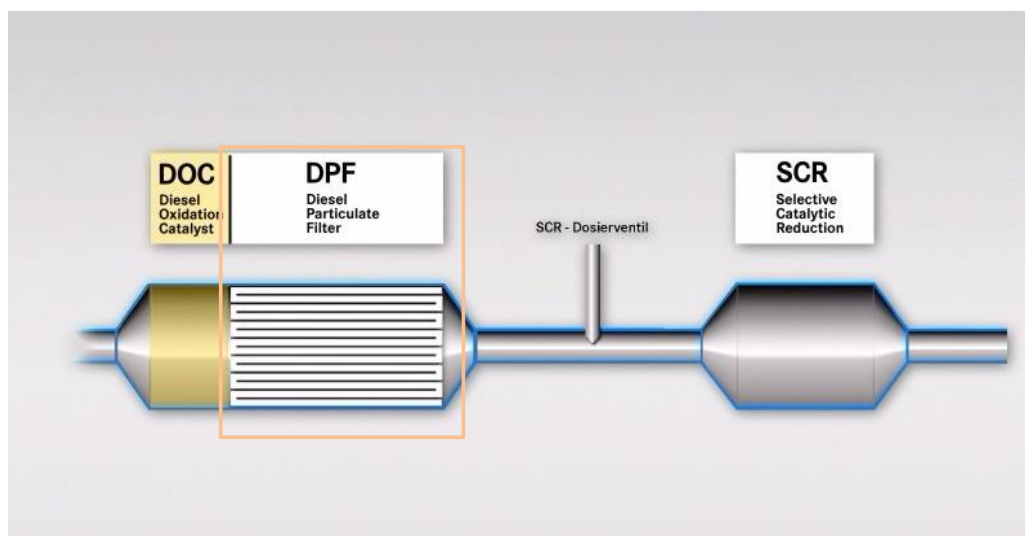 DOC
Diesel
Oxidation
Catalyst
DPF
Diesel
Particulate
Filter
SCR - Dosierventil
SCR
Selective
Catalytic
Reduction